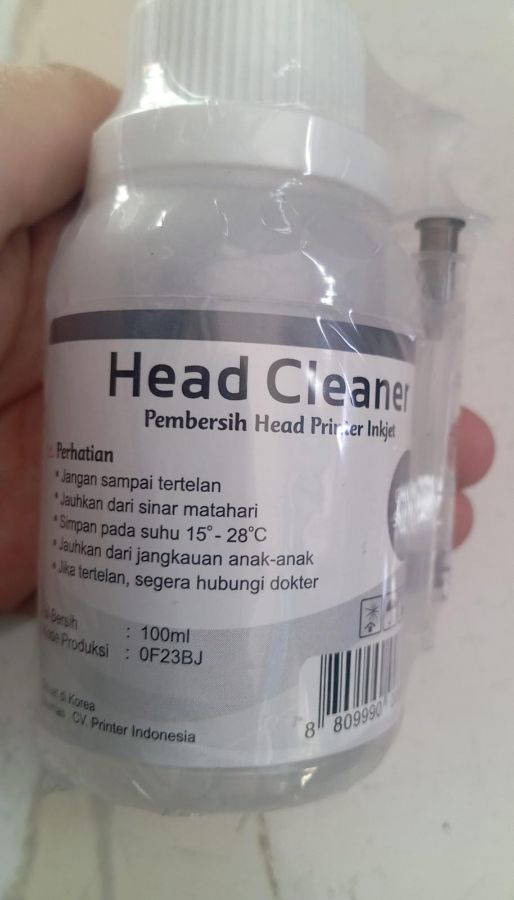 Head Cleaner
Pembersih Head Printer Inkjet
Perhatian
* Jangan sampai tertelan
* Jauhkan dari sinar matahari
* Simpan pada suhu 15° - 28°C
* Jauhkan dari jangkauan anak-anak
* Jika tertelan, segera hubungi dokter
Bersih : 100ml
Produksi : 0F23BJ
di Korea
CV. Printer Indonesia
8 809990